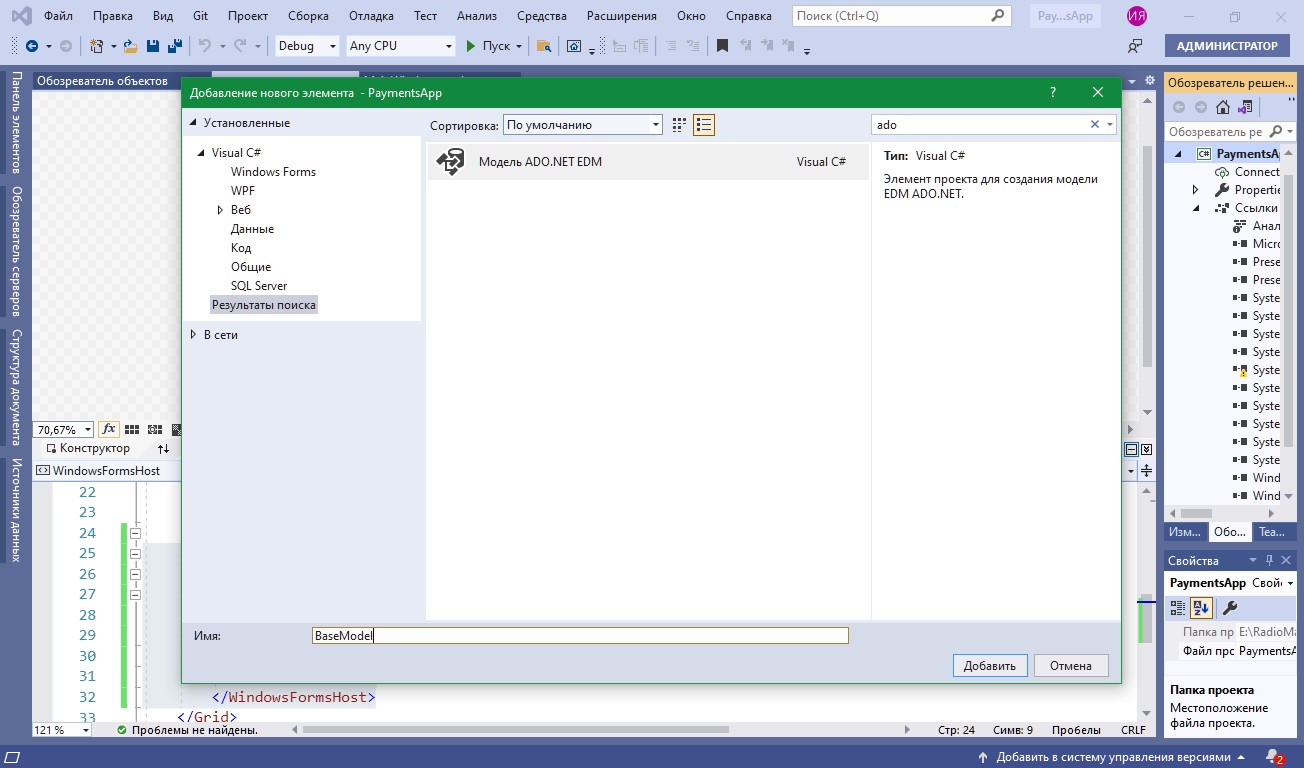 Файл Правка Вид Git Проект Сборка Отладка Тест Анализ Средства Расширения Окно Справка Поиск (Ctrl+Q) Pay...sApp ИЯ
Debug Any CPU Пуск АДМИНИСТРАТОР
Панель элементов
Обозреватель серверов
Структура документа
Источники данных
Обозреватель объектов
Добавление нового элемента - PaymentsApp ?
Установленные
Visual C#
Windows Forms
WPF
Веб
Данные
Код
Общие
SQL Server
Результаты поиска
В сети
Сортировка: По умолчанию
ado
Модель ADO.NET EDM Visual C#
Тип: Visual C#
Элемент проекта для создания модели
EDM ADO.NET.
Имя: BaseModel
Добавить Отмена
70,67% fx
Конструктор
WindowsFormsHost
22
23
24
25
26
27
28
29
30
31
32 </WindowsFormsHost>
33 </Grid>
121 % Проблемы не найдены. Стр: 24 Симв: 9 Пробелы CRLF
Обозреватель решен...
Обозреватель ре
C# PaymentsA
Connect
Propertie
Ссылки
Анал
Micro
Prese
Prese
Syste
Syste
Syste
Syste
Syste
Syste
Syste
Syste
Syste
Syste
Wind
Wind
Изм... Обо... Tea...
Свойства
PaymentsApp Свой
Папка пр E:\RadioMa
Файл прс PaymentsA
Папка проекта
Местоположение
файла проекта.
Добавить в систему управления версиями 2